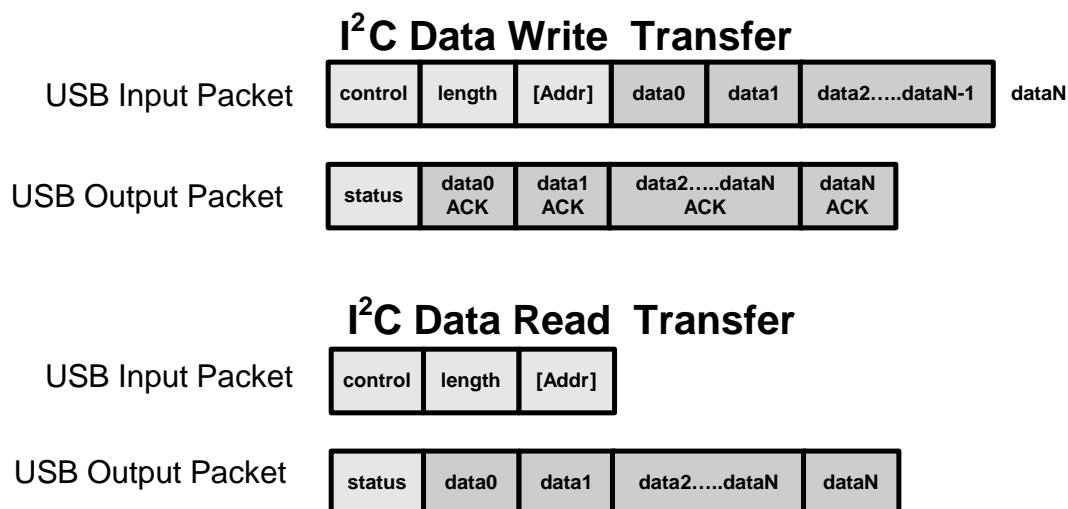 I²C Data Write Transfer
USB Input Packet control length [Addr] data0 data1 data2…..dataN-1 dataN
USB Output Packet status data0 ACK data1 ACK data2…..dataN ACK dataN ACK
I²C Data Read Transfer
USB Input Packet control length [Addr]
USB Output Packet status data0 data1 data2…..dataN dataN